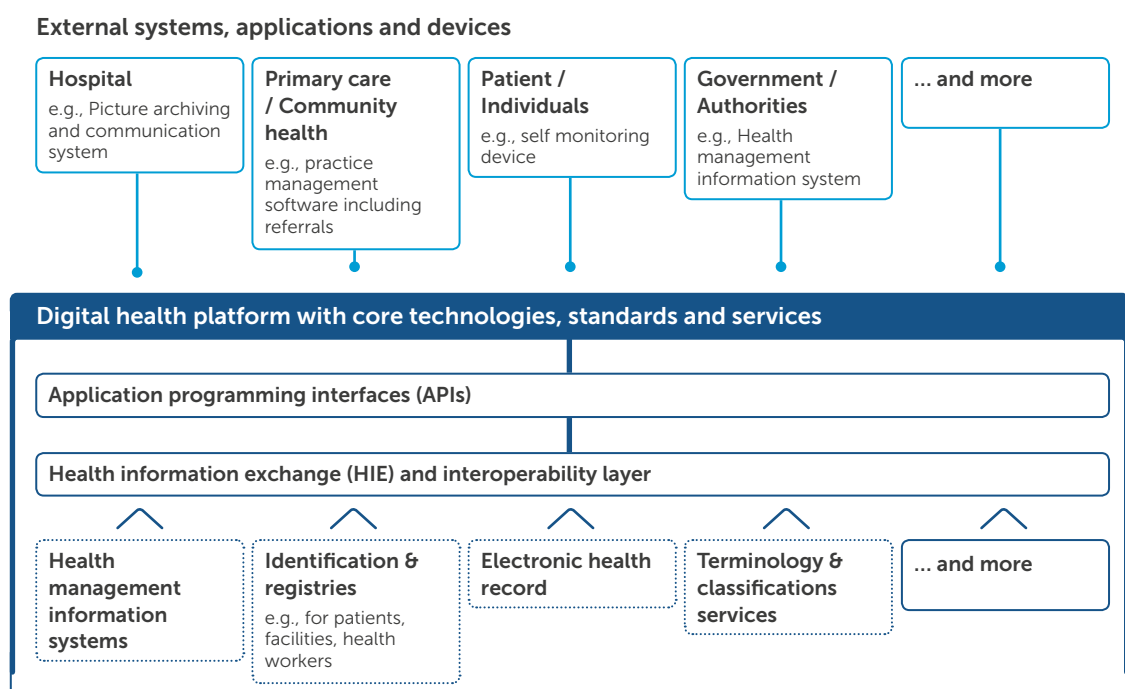 External systems, applications and devices
Hospital
e.g., Picture archiving
and communication
system
Primary care
/ Community
health
e.g., practice
management
software including
referrals
Patient /
Individuals
e.g., self monitoring
device
Government /
Authorities
e.g., Health
management
information system
... and more
Digital health platform with core technologies, standards and services
Application programming interfaces (APIs)
Health information exchange (HIE) and interoperability layer
Health
management
information
systems
Identification &
registries
e.g., for patients,
facilities, health
workers
Electronic health
record
Terminology &
classifications
services
... and more